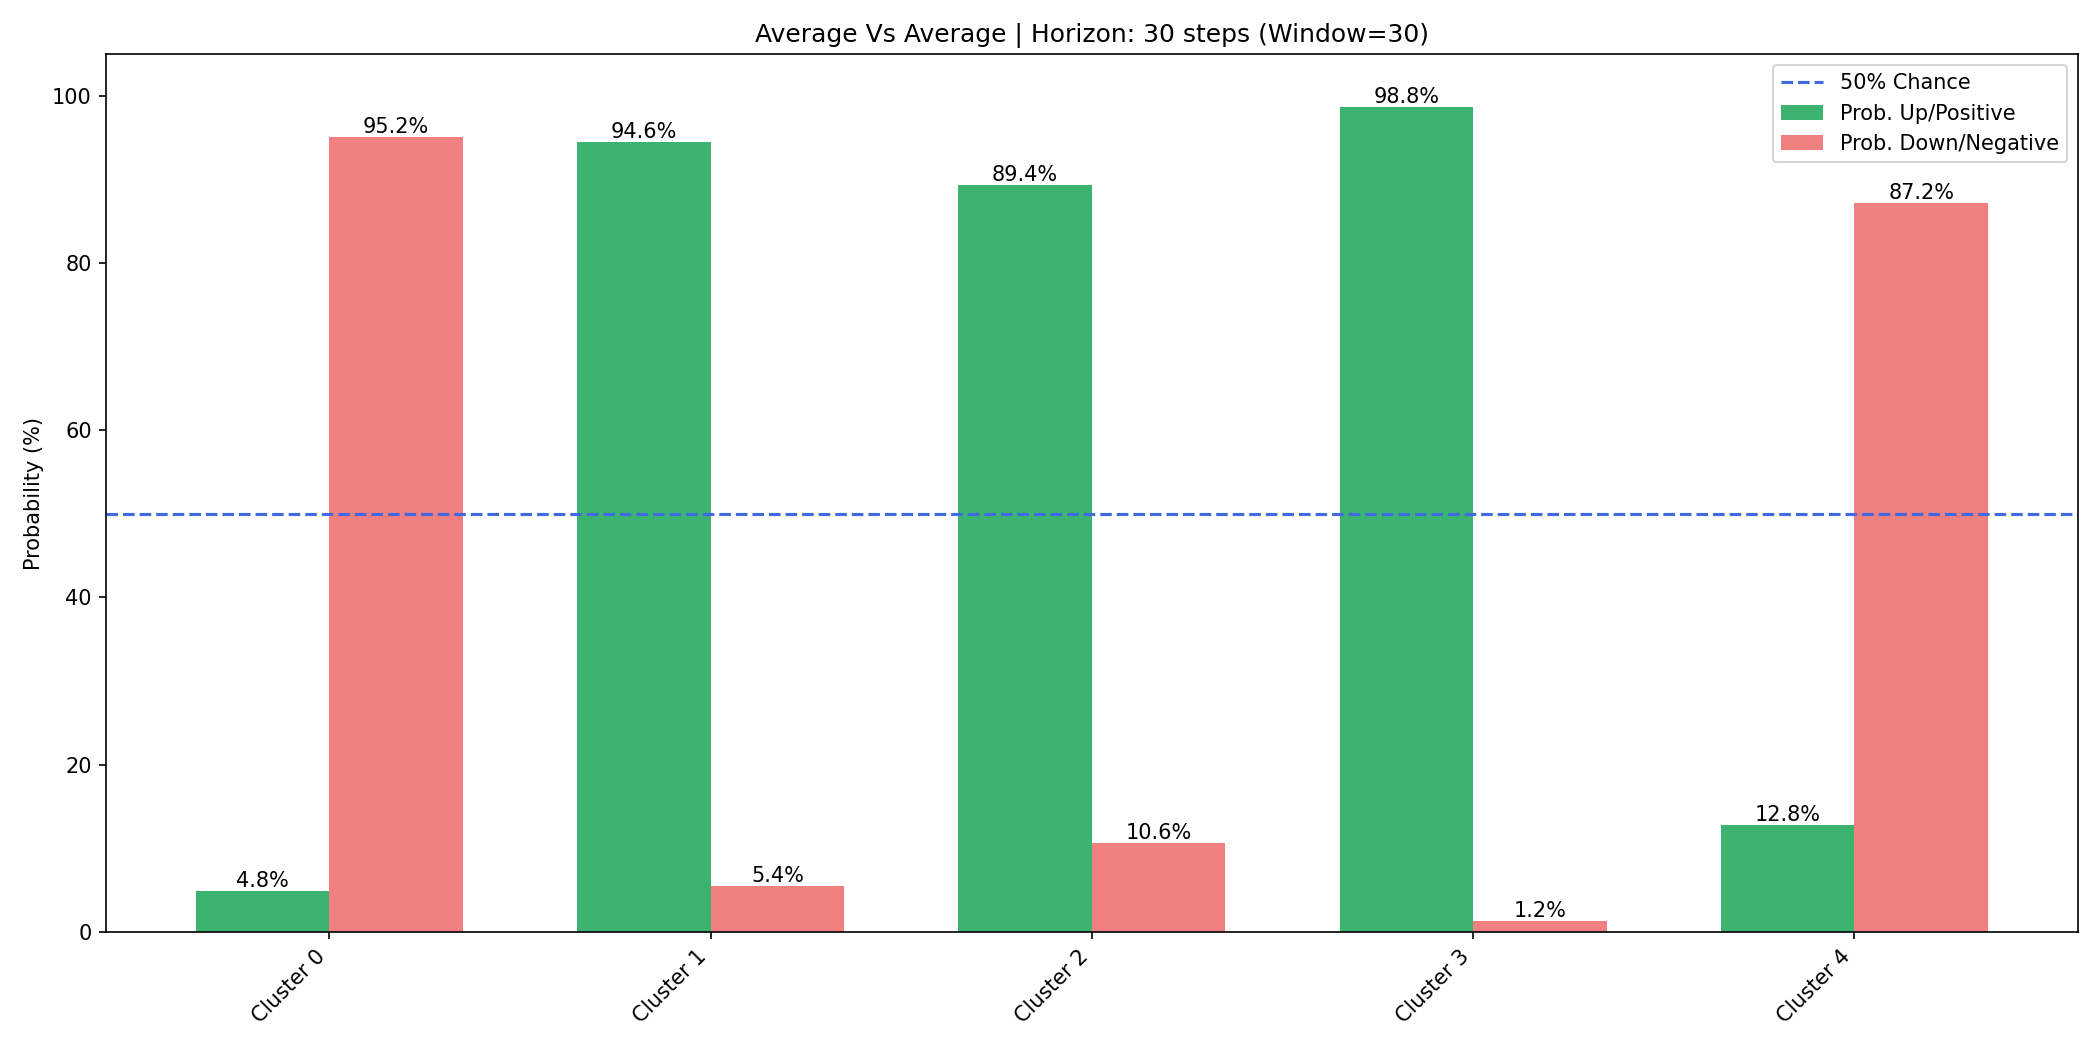 Average Vs Average | Horizon: 30 steps (Window=30)
50% Chance
Prob. Up/Positive
Prob. Down/Negative
Probability (%)
100
80
60
40
20
0
4.8%
95.2%
94.6%
5.4%
89.4%
10.6%
98.8%
1.2%
12.8%
87.2%
Cluster 0
Cluster 1
Cluster 2
Cluster 3
Cluster 4